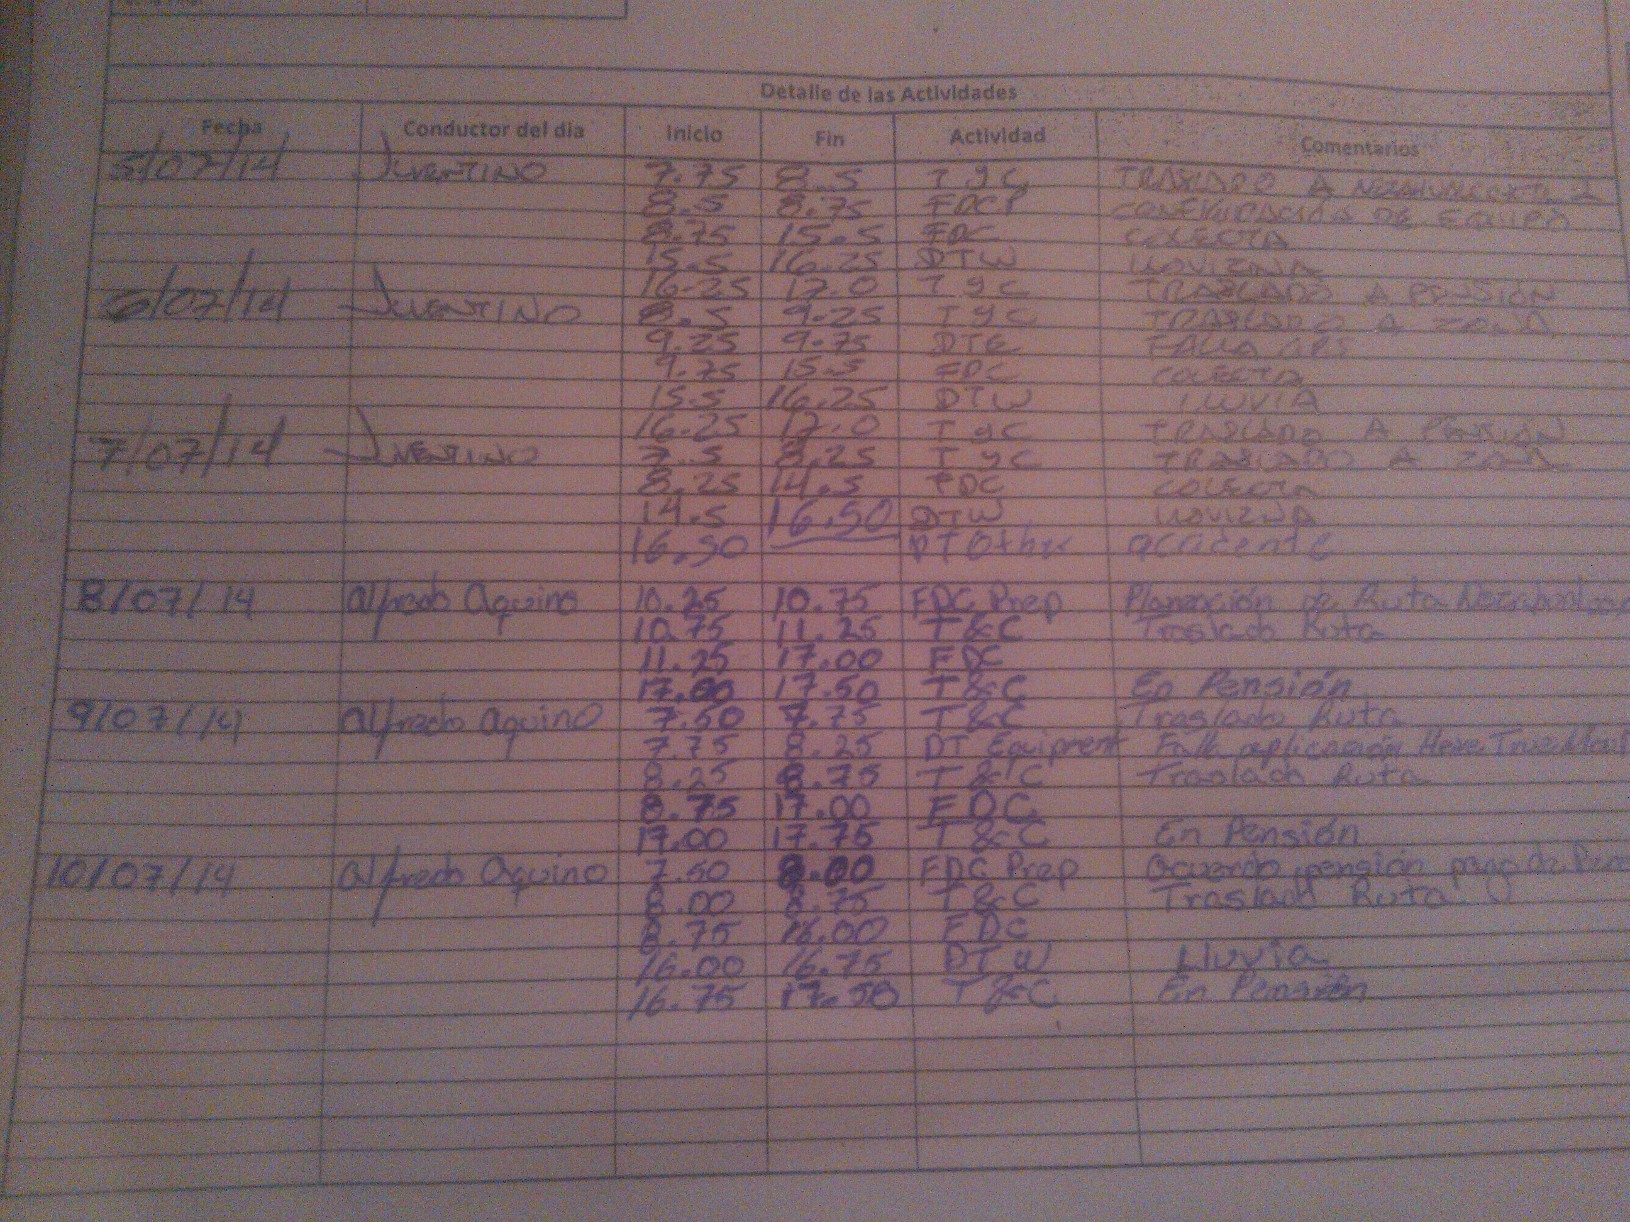 Detalle de las Actividades
Fecha Conductor del dia Inicio Fin Actividad Comentarios
5/07/14 JUVENTINO 7.75 8.5 T y C TRASLADO A 2
8.5 8.75 FDCP CONFIGURACION DE EQUIPO
8.75 15.5 FDC COLECTA
15.5 16.25 DTW LLOVIZNA
16.25 17.0 T y C TRASLADO A PENSION
6/07/14 JUVENTINO 8.5 9.25 T y C TRASLADO A ZONA
9.25 9.75 DTE FALLA GPS
9.75 15.5 FDC COLECTA
15.5 16.25 DTW LLUVIA
16.25 17.0 T y C TRASLADO A PENSIÓN
7/07/14 JUVENTINO 7.5 8.25 T y C TRASLADO A ZONA
8.25 14.5 FDC COLECTA
14.5 16.50 DTW LLOVIZNA
16.50 DT Othr accidente
8/07/14 Alfredo Aquino 10.25 10.75 FDC Prep Planeación de Ruta
10.75 11.25 T&C Traslado Ruta
11.25 17.00 FDC
17.00 17.50 T&C En Pensión
9/07/14 Alfredo Aquino 7.50 7.75 T&C Traslado Ruta
7.75 8.25 DT Equipment Falla aplicación Here
8.25 8.75 T&C Traslado Ruta
8.75 17.00 FDC
17.00 17.75 T&C En Pensión
10/07/14 Alfredo Aquino 7.50 8.00 FDC Prep Acuerdo pensión pago de
8.00 8.75 T&C Traslado Ruta
8.75 16.00 FDC
16.00 16.75 DT W Lluvia
16.75 17.50 T&C En Pensión